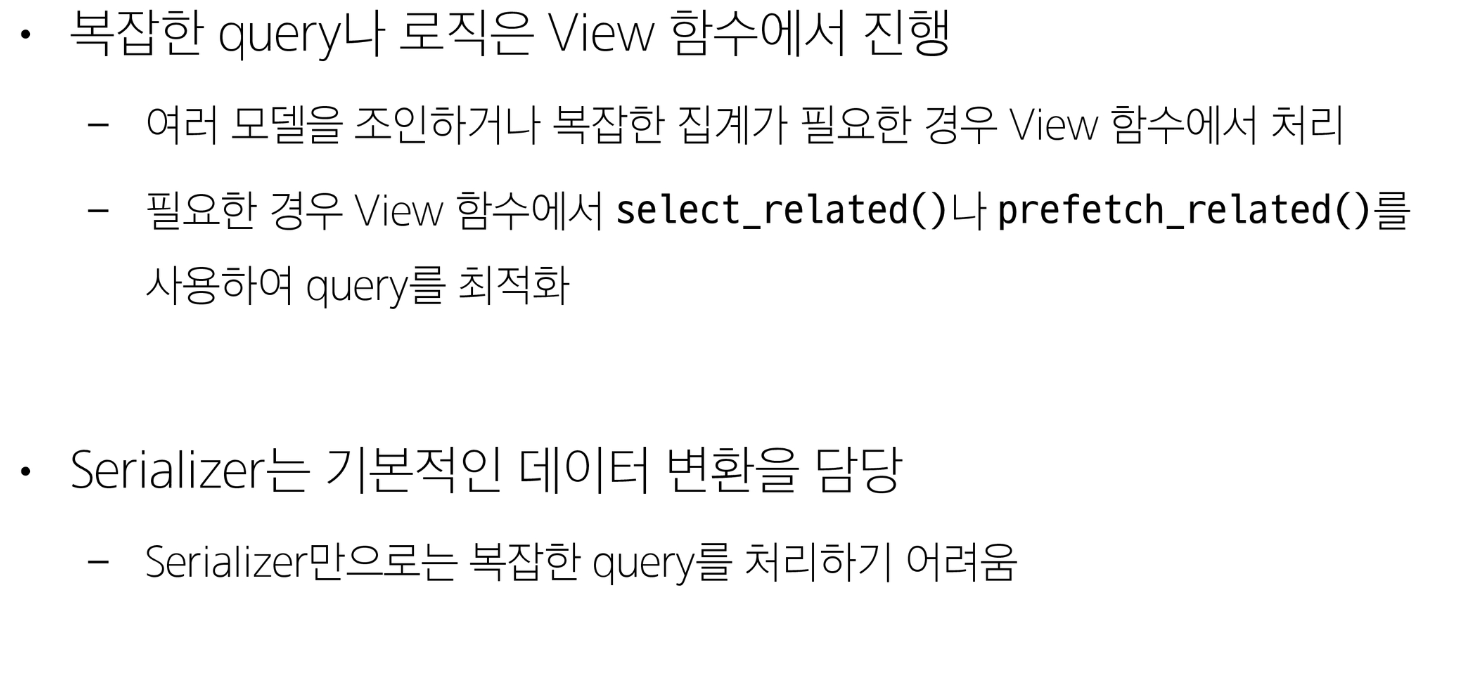 • 복잡한 query나 로직은 View 함수에서 진행
– 여러 모델을 조인하거나 복잡한 집계가 필요한 경우 View 함수에서 처리
– 필요한 경우 View 함수에서 select_related()나 prefetch_related()를
사용하여 query를 최적화
• Serializer는 기본적인 데이터 변환을 담당
– Serializer만으로는 복잡한 query를 처리하기 어려움